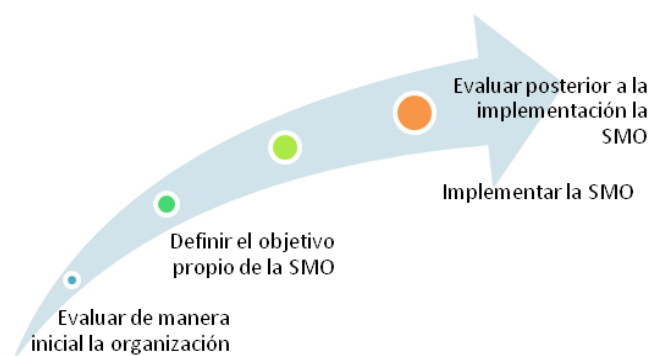 Evaluar posterior a la
implementación la
SMO
Implementar la SMO
Definir el objetivo
propio de la SMO
Evaluar de manera
inicial la organización